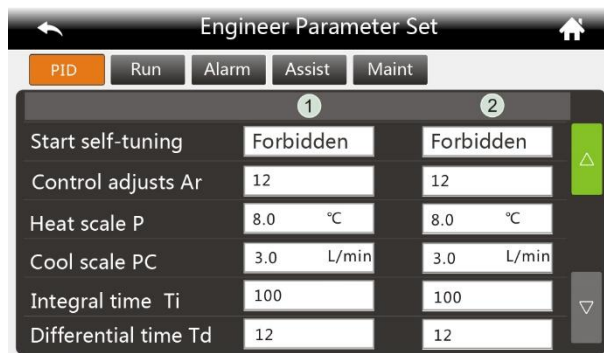 Engineer Parameter Set
PID Run Alarm Assist Maint
1 2
Start self-tuning Forbidden Forbidden
Control adjusts Ar 12 12
Heat scale P 8.0 ℃ 8.0 ℃
Cool scale PC 3.0 L/min 3.0 L/min
Integral time Ti 100 100
Differential time Td 12 12